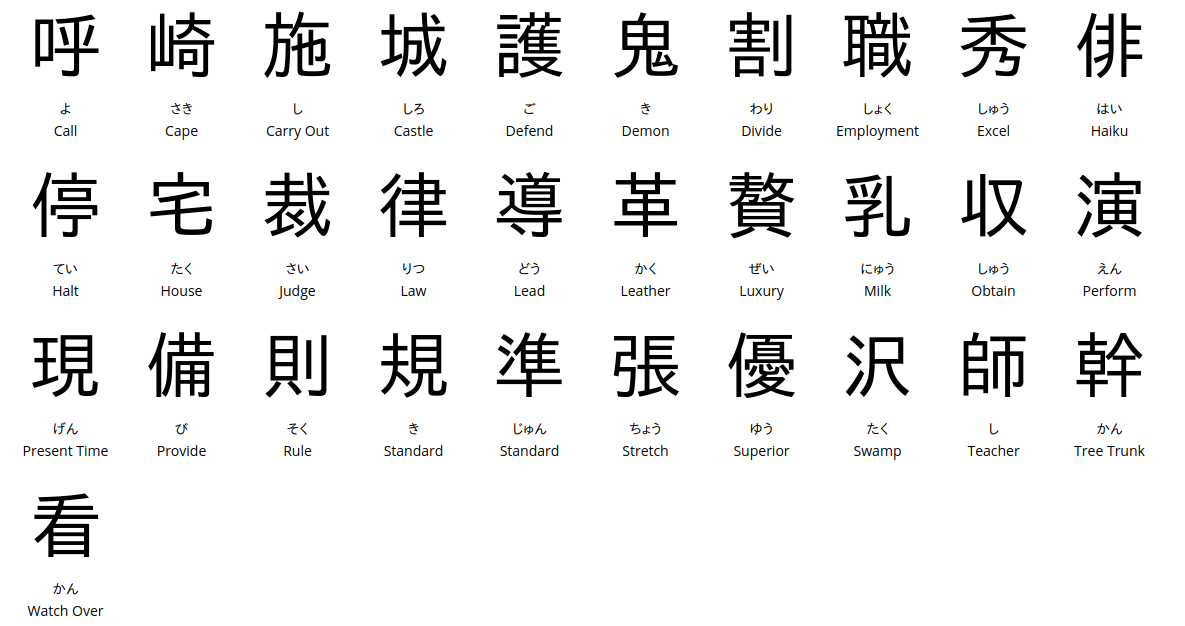 呼 崎 施 城 護 鬼 割 職 秀 俳
よ さき し しろ ご き わり しょく しゅう はい
Call Cape Carry Out Castle Defend Demon Divide Employment Excel Haiku
停 宅 裁 律 導 革 贅 乳 収 演
てい たく さい りつ どう かく ぜい にゅう しゅう えん
Halt House Judge Law Lead Leather Luxury Milk Obtain Perform
現 備 則 規 準 張 優 沢 師 幹
げん び そく き じゅん ちょう ゆう たく し かん
Present Time Provide Rule Standard Standard Stretch Superior Swamp Teacher Tree Trunk
看
かん
Watch Over